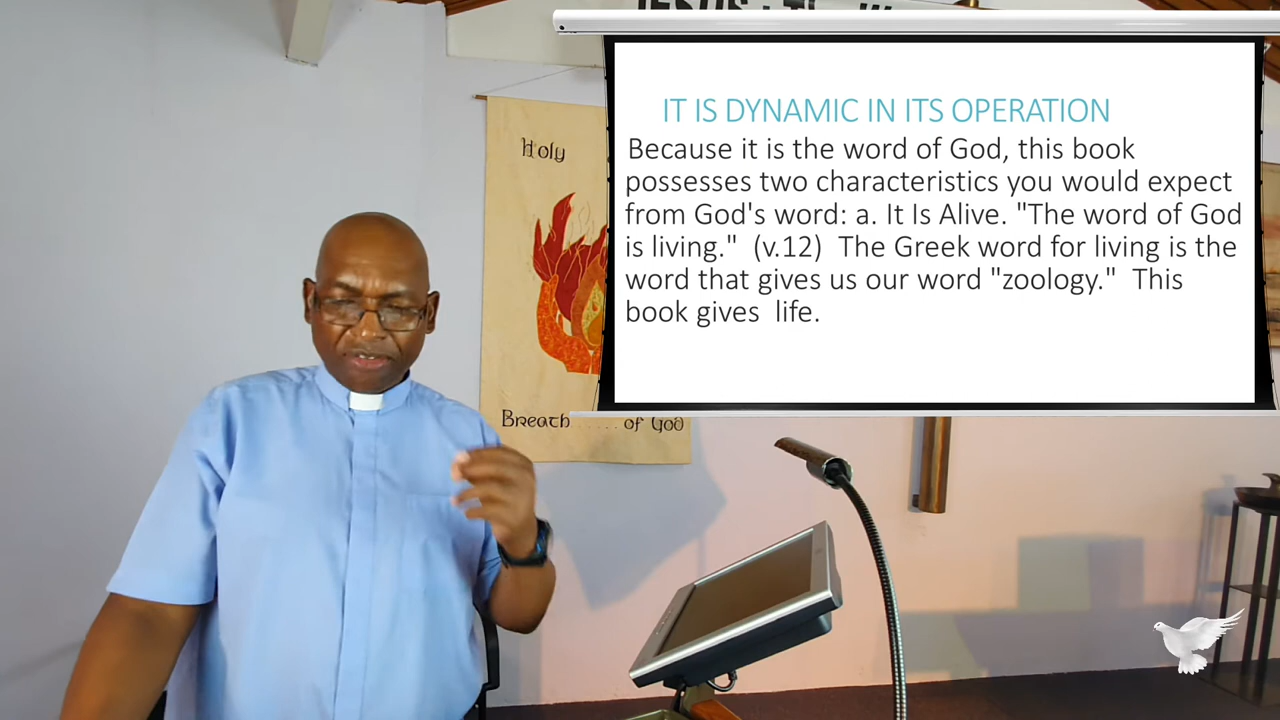 JESUS : The W
Holy
Breath ..... of God
IT IS DYNAMIC IN ITS OPERATION
Because it is the word of God, this book
possesses two characteristics you would expect
from God's word: a. It Is Alive. "The word of God
is living."  (v.12)  The Greek word for living is the
word that gives us our word "zoology."  This
book gives  life.